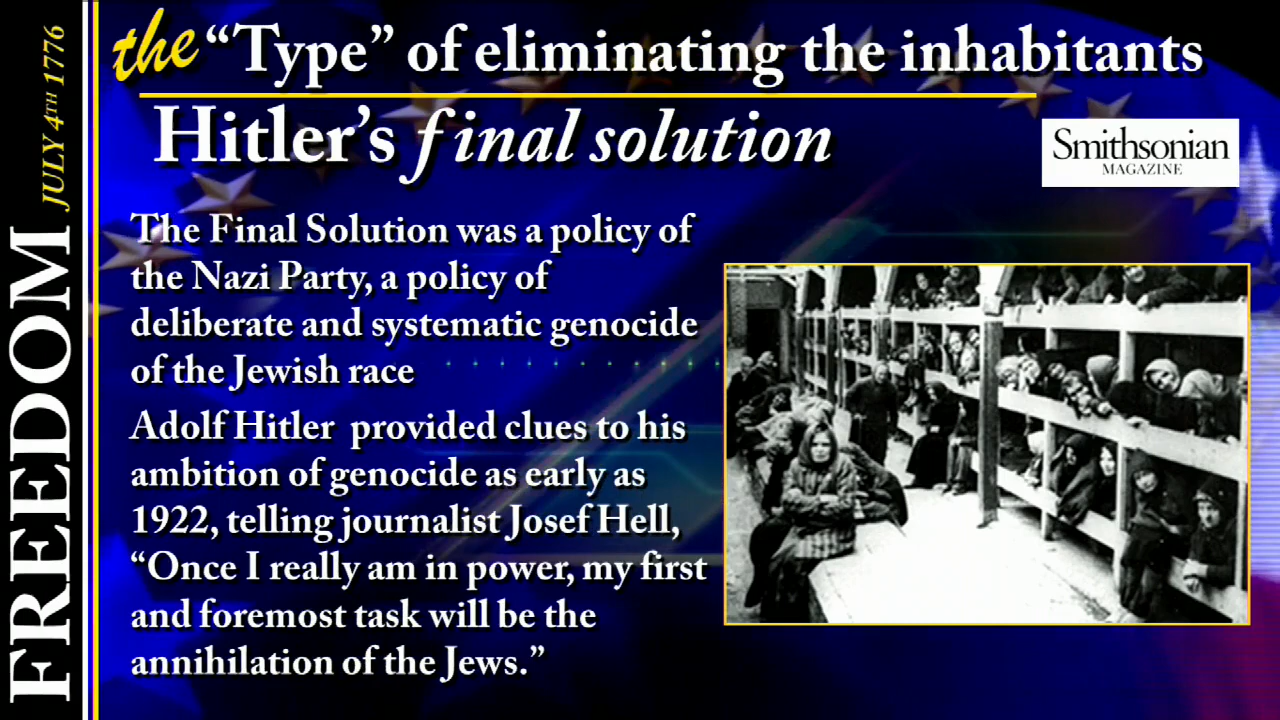 FREEDOM JULY 4TH 1776
the “Type” of eliminating the inhabitants
Hitler’s final solution
Smithsonian
MAGAZINE
The Final Solution was a policy of
the Nazi Party, a policy of
deliberate and systematic genocide
of the Jewish race
Adolf Hitler provided clues to his
ambition of genocide as early as
1922, telling journalist Josef Hell,
“Once I really am in power, my first
and foremost task will be the
annihilation of the Jews.”